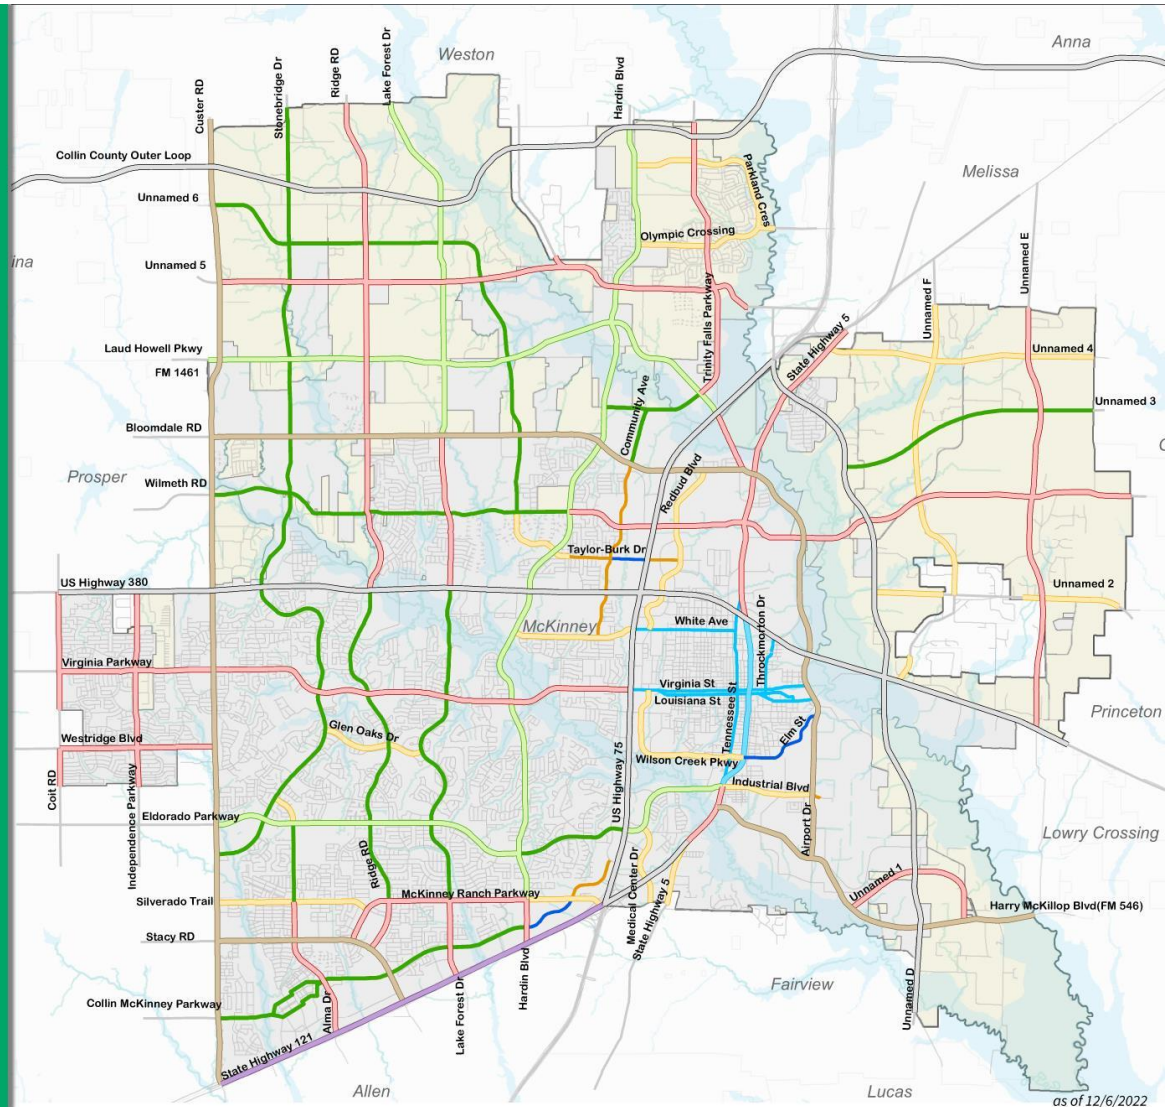 Weston
Anna
Custer RD
Stonebridge Dr
Ridge RD
Lake Forest Dr
Hardin Blvd
Collin County Outer Loop
Parkland Cres
Melissa
Unnamed 6
Olympic Crossing
ina
Unnamed 5
Unnamed E
Unnamed F
Trinity Falls Parkway
State Highway 5
Laud Howell Pkwy
FM 1461
Unnamed 4
Unnamed 3
Bloomdale RD
Community Ave
Prosper
Wilmeth RD
Redbud Blvd
Taylor-Burk Dr
US Highway 380
Unnamed 2
McKinney
White Ave
Throckmorton Dr
Virginia Parkway
Virginia St
Louisiana St
Tennessee St
Princeton
Westridge Blvd
Glen Oaks Dr
Elm St
Wilson Creek Pkwy
Coit RD
Independence Parkway
US Highway 75
Industrial Blvd
Eldorado Parkway
Airport Dr
Lowry Crossing
Ridge RD
McKinney Ranch Parkway
Medical Center Dr
State Highway 5
Unnamed 1
Silverado Trail
Harry McKillop Blvd(FM 546)
Stacy RD
Hardin Blvd
Fairview
Unnamed D
Collin McKinney Parkway
Alma Dr
Lake Forest Dr
State Highway 121
Allen
Lucas
as of 12/6/2022